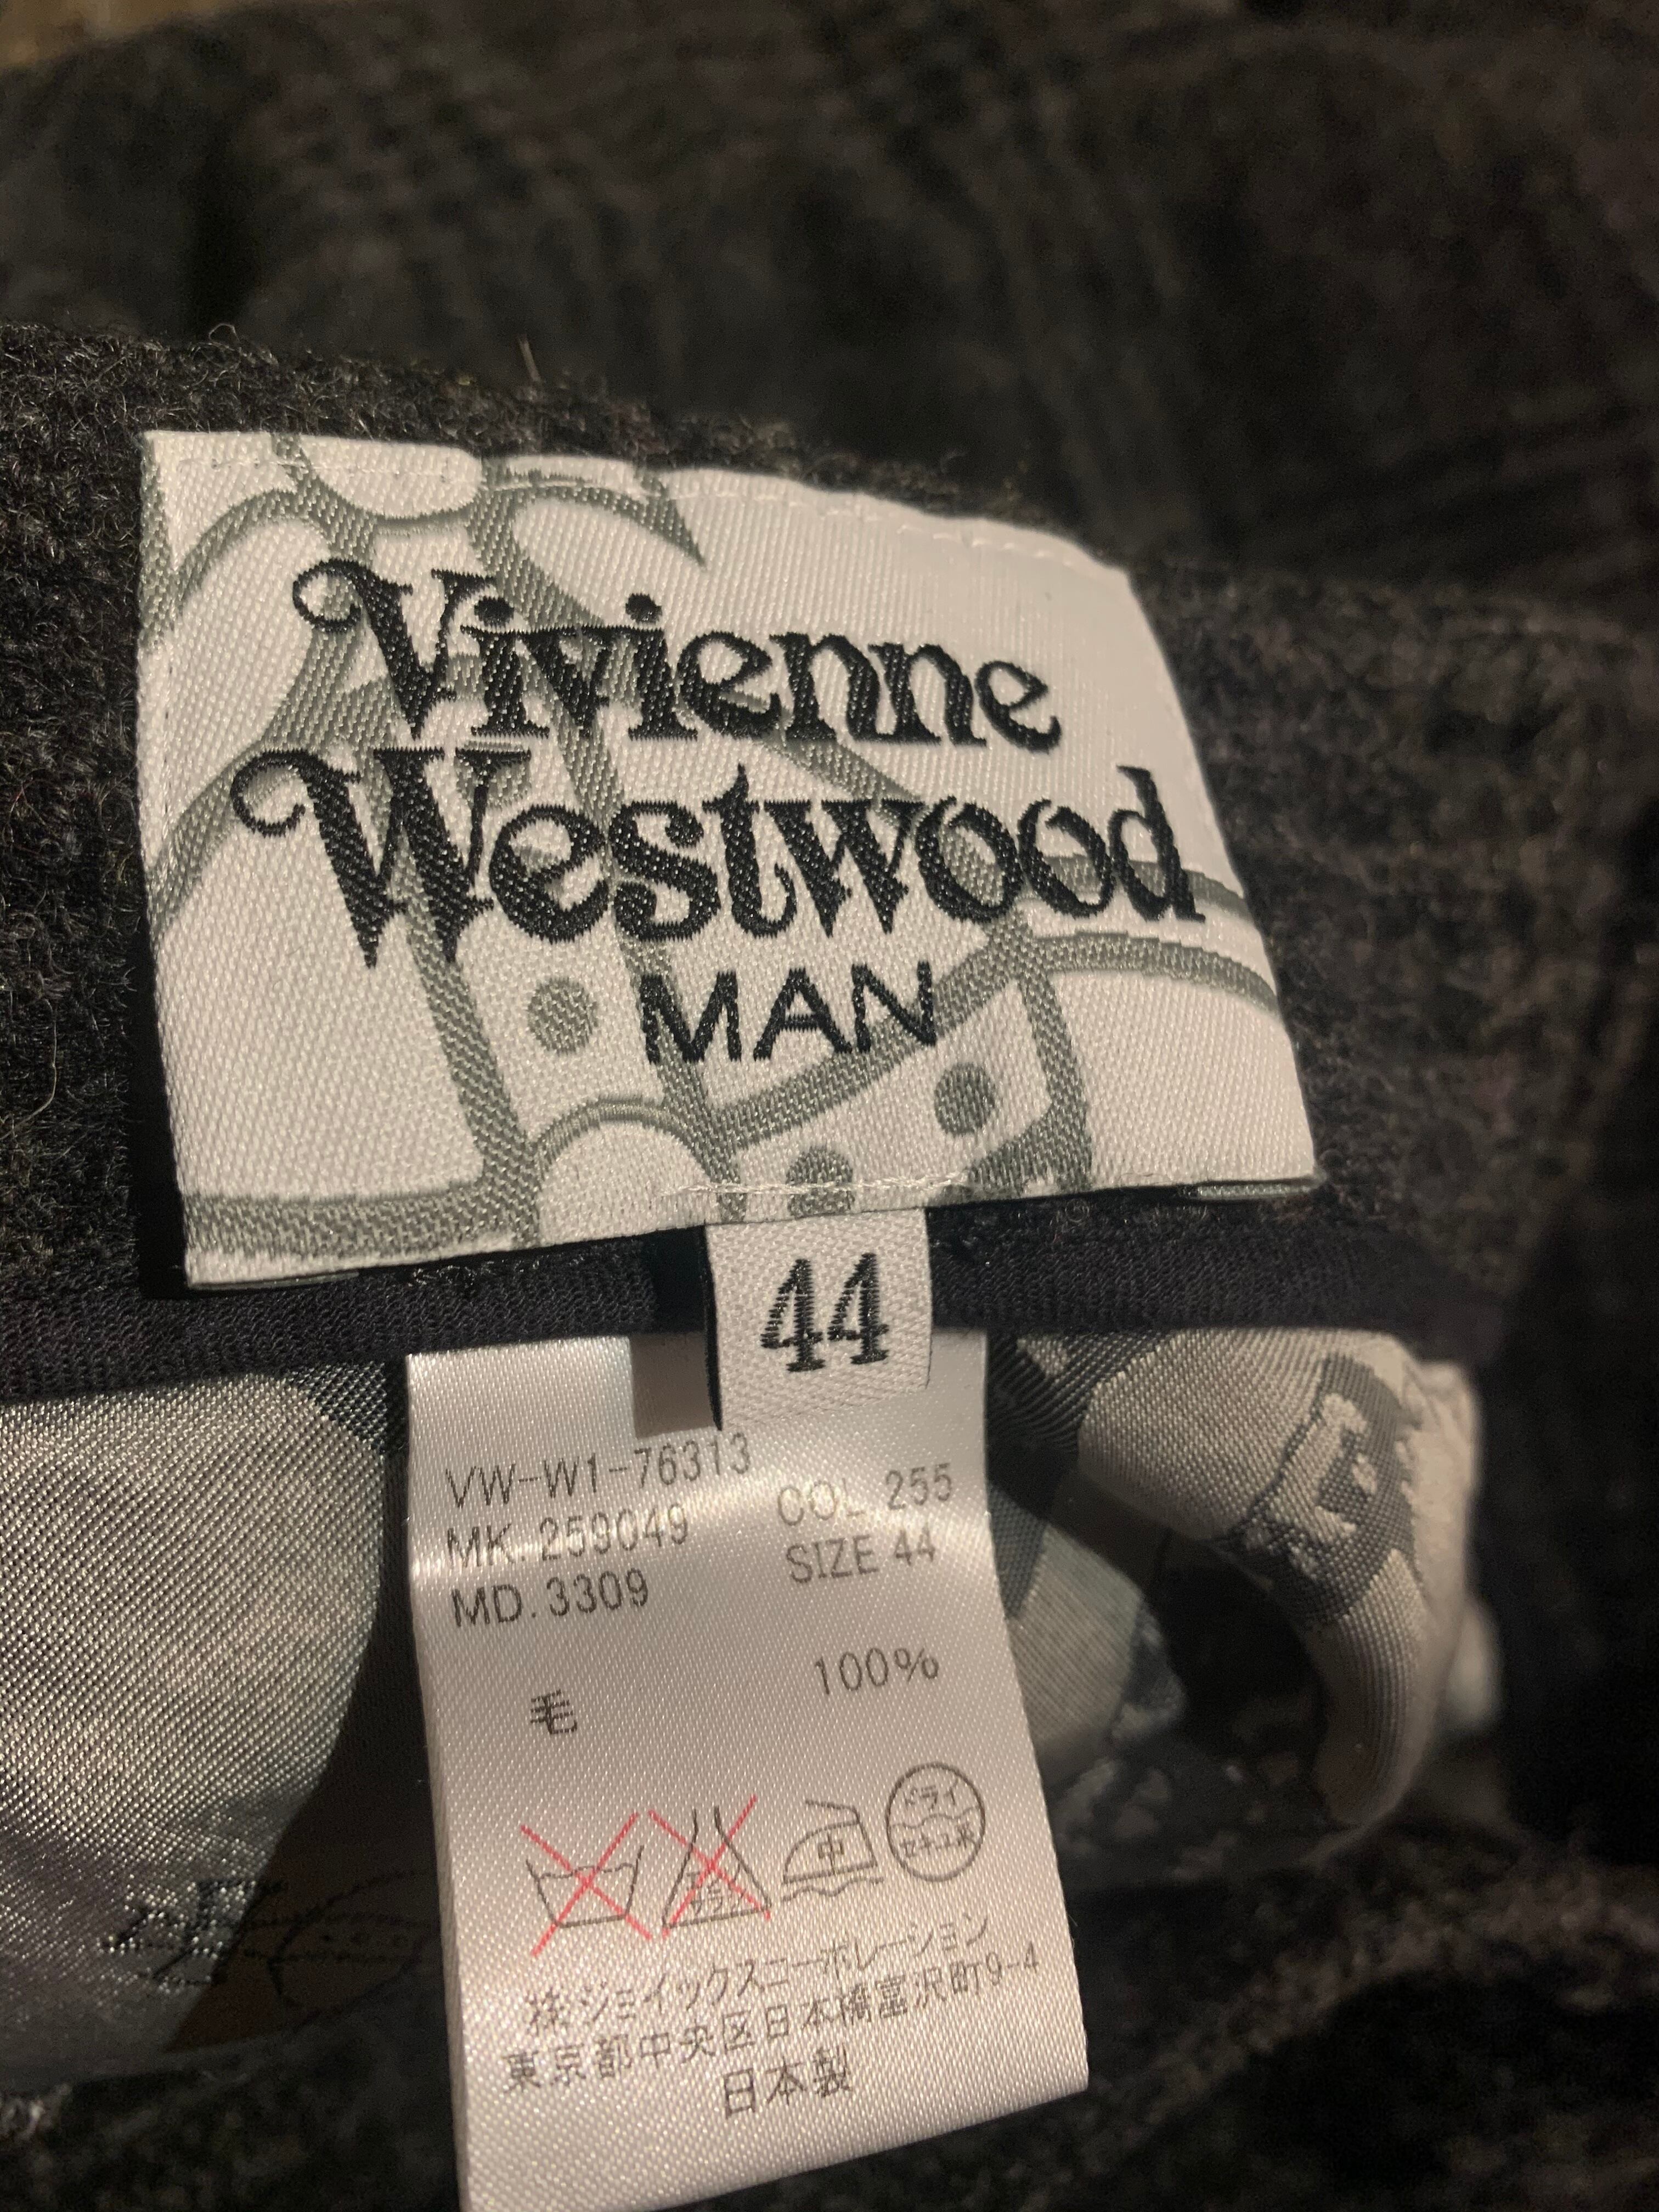 Vivienne
Westwood
MAN
44
VW-W1-76313
COL.255
MK.259049
SIZE 44
MD.3309
毛 100%
中
ドライ
㈱ジョイックスコーポレーション
東京都中央区日本橋富沢町9-4
日本製